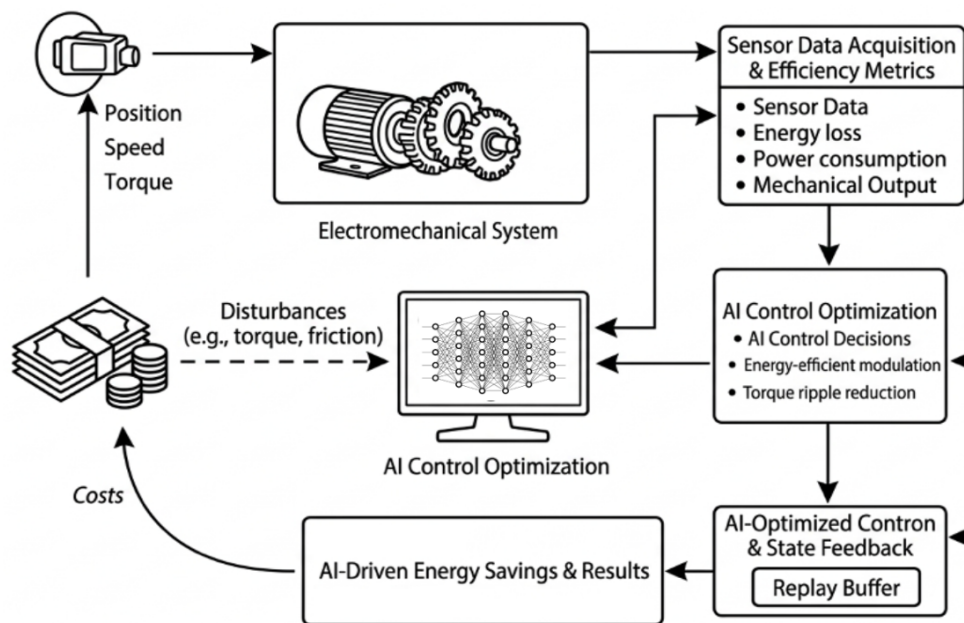 Position
Speed
Torque
Electromechanical System
Sensor Data Acquisition
& Efficiency Metrics
• Sensor Data
• Energy loss
• Power consumption
• Mechanical Output
Disturbances
(e.g., torque, friction)
AI Control Optimization
AI Control Optimization
• AI Control Decisions
• Energy-efficient modulation
• Torque ripple reduction
Costs
AI-Driven Energy Savings & Results
AI-Optimized Contron
& State Feedback
Replay Buffer